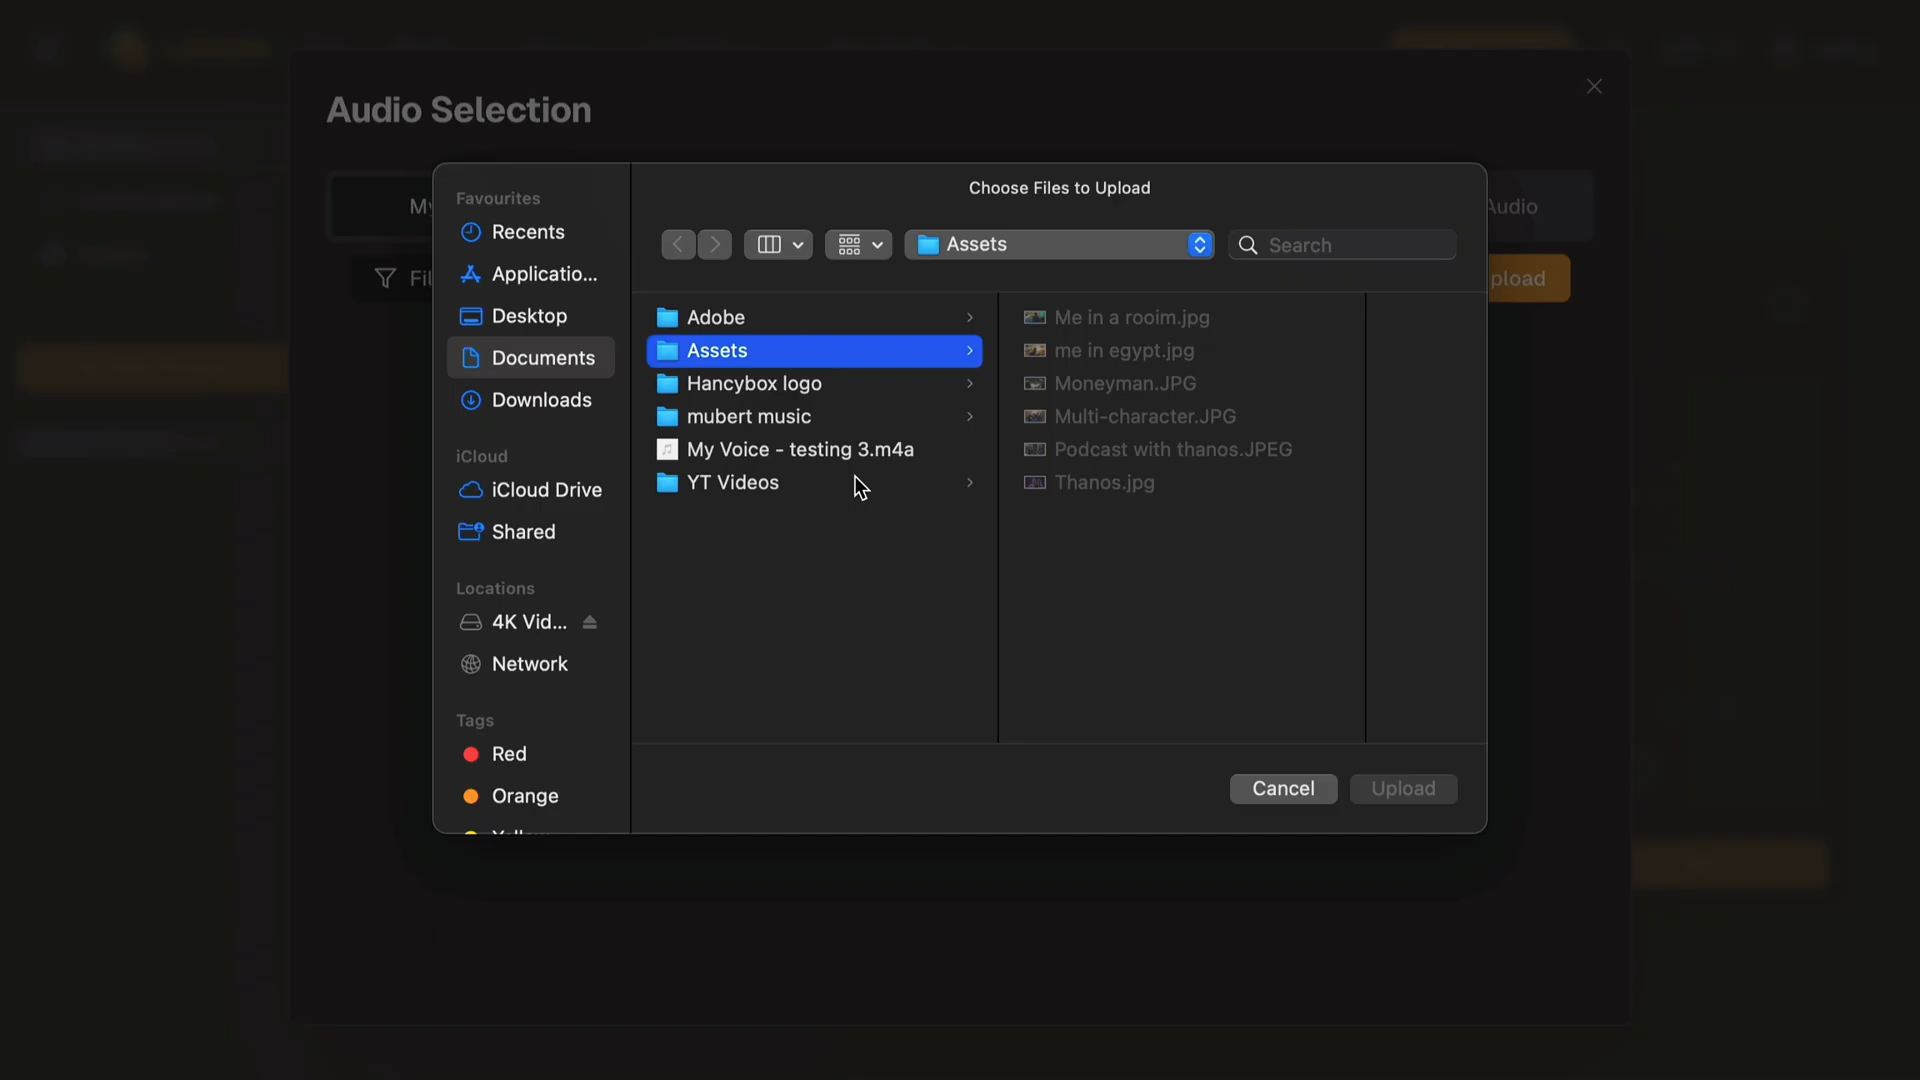 Audio Selection
My
Fil
Audio
pload
Choose Files to Upload
Assets
Search
Favourites
Recents
Applicatio...
Desktop
Documents
Downloads
iCloud
iCloud Drive
Shared
Locations
4K Vid...
Network
Tags
Red
Orange
Adobe
Assets
Hancybox logo
mubert music
My Voice - testing 3.m4a
YT Videos
Me in a rooim.jpg
me in egypt.jpg
Moneyman.JPG
Multi-character.JPG
Podcast with thanos.JPEG
Thanos.jpg
Cancel
Upload